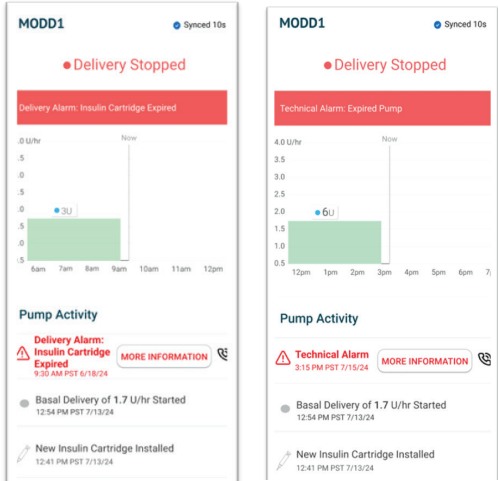 MODD1
Synced 10s
Delivery Stopped
Delivery Alarm: Insulin Cartridge Expired
.0 U/hr
Now
.5
.0
.5
.0
3U
.5
.0
.5
6am 7am 8am 9am 10am 11am 12pm
Pump Activity
Delivery Alarm:
Insulin Cartridge
Expired
9:30 AM PST 6/18/24
MORE INFORMATION
Basal Delivery of 1.7 U/hr Started
12:54 PM PST 7/13/24
New Insulin Cartridge Installed
12:41 PM PST 7/13/24
MODD1
Synced 10s
Delivery Stopped
Technical Alarm: Expired Pump
4.0 U/hr
Now
3.5
3.0
2.5
2.0
6U
1.5
1.0
0.5
12pm 1pm 2pm 3pm 4pm 5pm 6pm 7
Pump Activity
Technical Alarm
3:15 PM PST 7/15/24
MORE INFORMATION
Basal Delivery of 1.7 U/hr Started
12:54 PM PST 7/13/24
New Insulin Cartridge Installed
12:41 PM PST 7/13/24